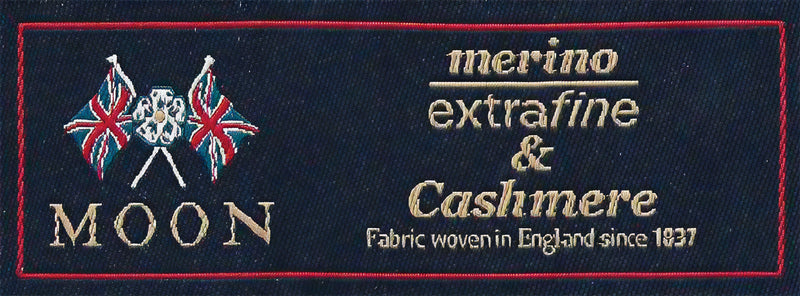 MOON
merino
extrafine
&
Cashmere
Fabric woven in England since 1837